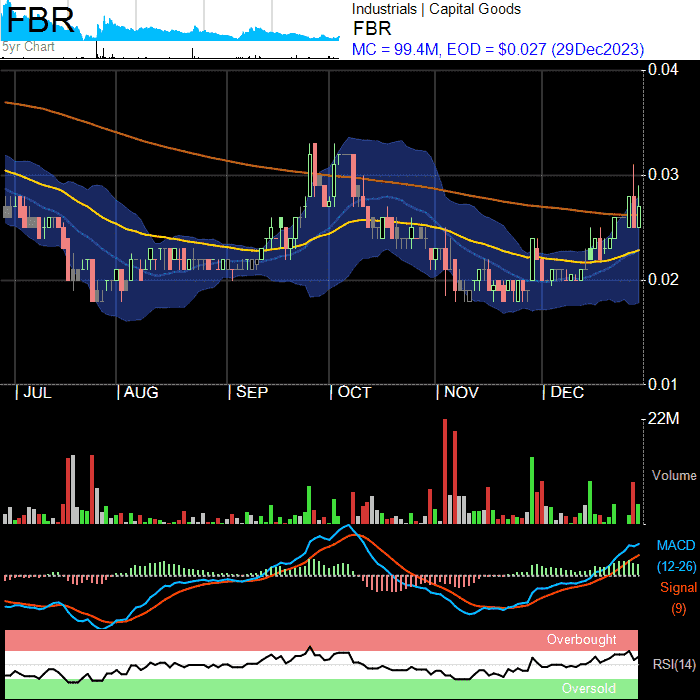 FBR
5yr Chart
Industrials | Capital Goods
FBR
MC = 99.4M, EOD = $0.027 (29Dec2023)
0.04
0.03
0.02
0.01
| JUL | AUG | SEP | OCT | NOV | DEC
22M
Volume
MACD
(12-26)
Signal
(9)
Overbought
RSI(14)
Oversold